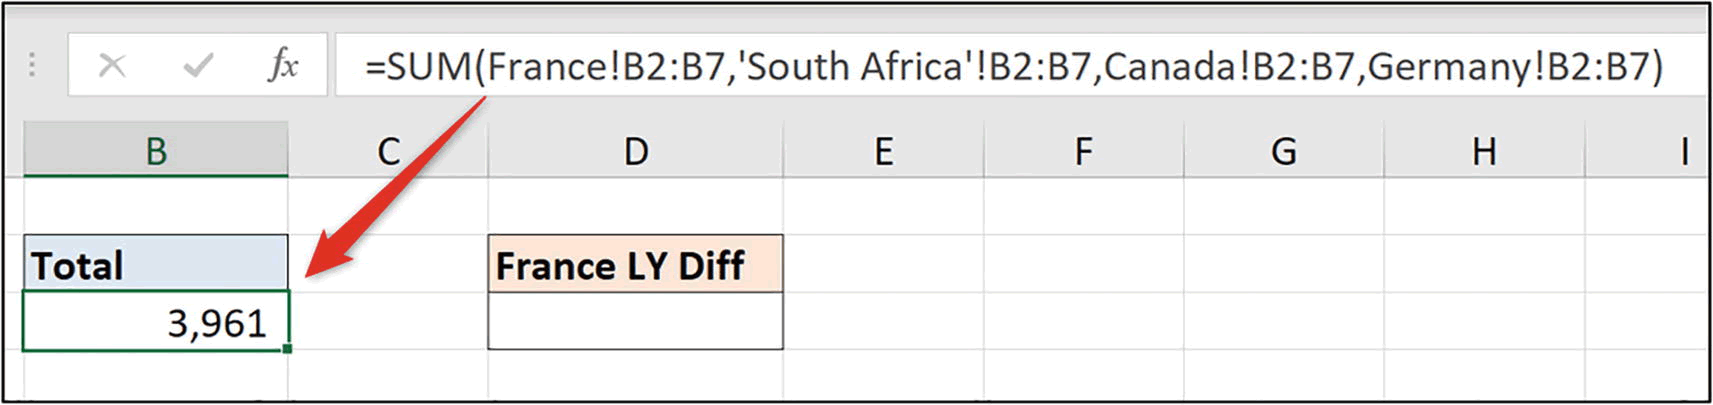 fx =SUM(France!B2:B7,'South Africa'!B2:B7,Canada!B2:B7,Germany!B2:B7)
B C D E F G H I
Total France LY Diff
3,961